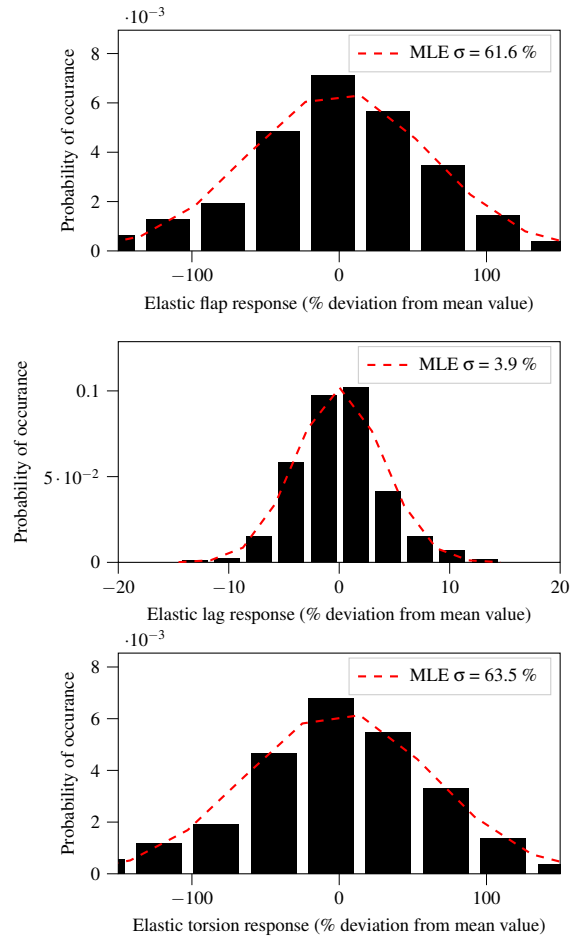 ·10⁻³
8
6
4
2
0
Probability of occurance
MLE σ = 61.6 %
−100
0
100
Elastic flap response (% deviation from mean value)
0.1
5 · 10⁻²
0
Probability of occurance
MLE σ = 3.9 %
−20
−10
0
10
20
Elastic lag response (% deviation from mean value)
·10⁻³
8
6
4
2
0
Probability of occurance
MLE σ = 63.5 %
−100
0
100
Elastic torsion response (% deviation from mean value)